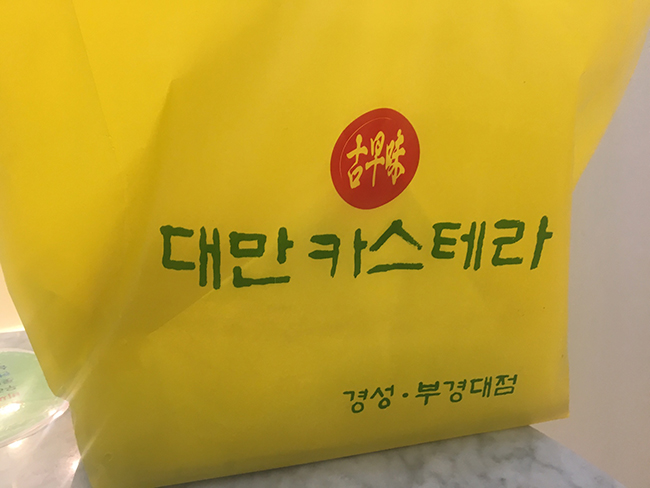 古早味
대만 카스테라
경성·부경대점